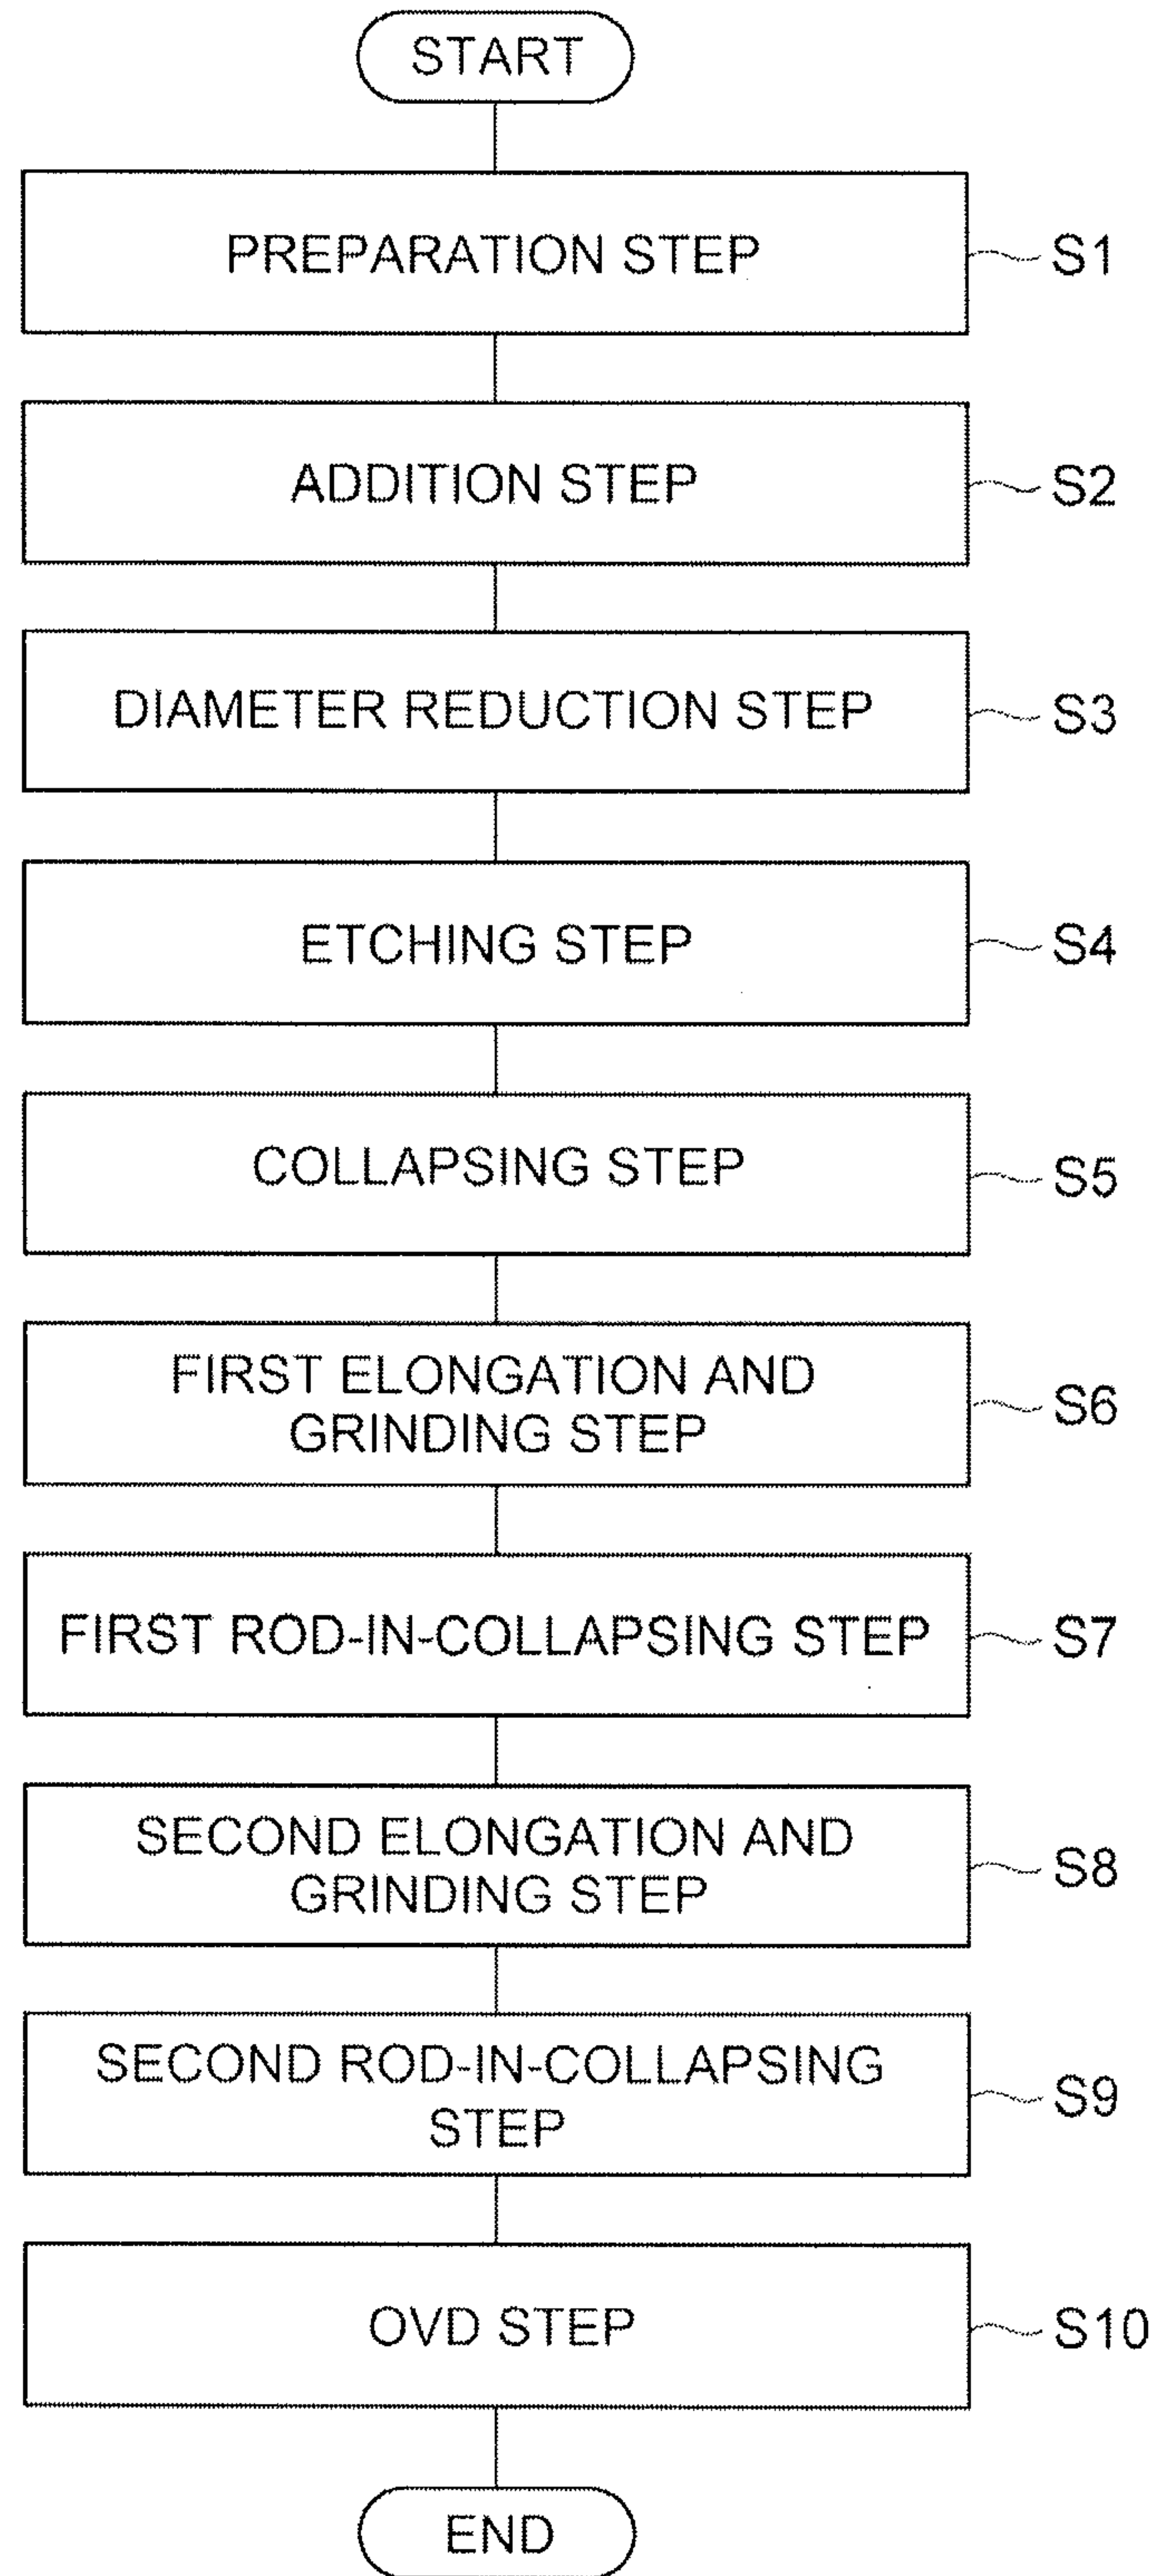 START
PREPARATION STEP
S1
ADDITION STEP
S2
DIAMETER REDUCTION STEP
S3
ETCHING STEP
S4
COLLAPSING STEP
S5
FIRST ELONGATION AND
GRINDING STEP
S6
FIRST ROD-IN-COLLAPSING STEP
S7
SECOND ELONGATION AND
GRINDING STEP
S8
SECOND ROD-IN-COLLAPSING
STEP
S9
OVD STEP
S10
END